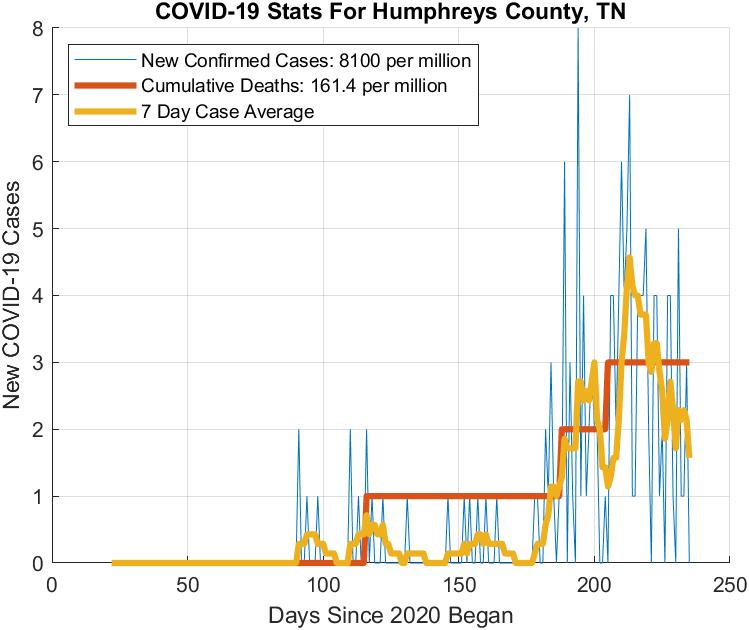 COVID-19 Stats For Humphreys County, TN
New Confirmed Cases: 8100 per million
Cumulative Deaths: 161.4 per million
7 Day Case Average
New COVID-19 Cases
8
7
6
5
4
3
2
1
0
0 50 100 150 200 250
Days Since 2020 Began